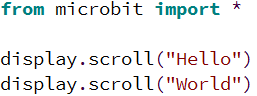 from microbit import *
display.scroll("Hello")
display.scroll("World")